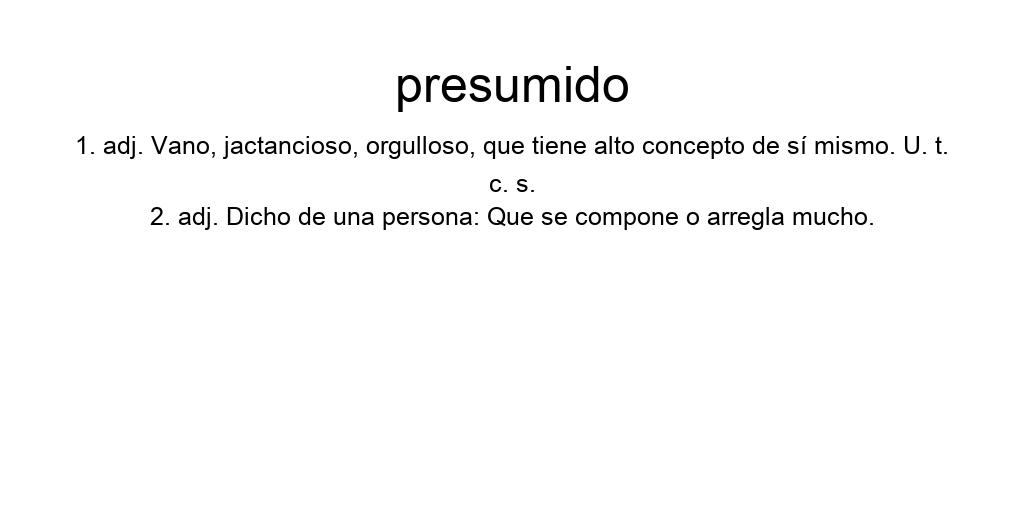 presumido
1. adj. Vano, jactancioso, orgulloso, que tiene alto concepto de sí mismo. U. t.
c. s.
2. adj. Dicho de una persona: Que se compone o arregla mucho.